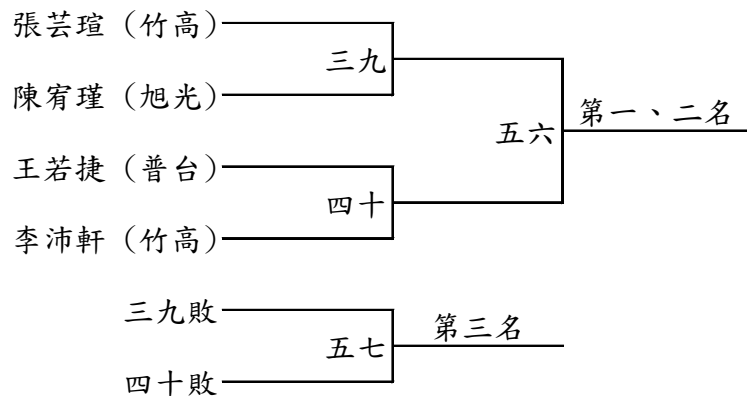 張芸瑄（竹高）
三九
陳宥瑾（旭光）
第一、二名
五六
王若捷（普台）
四十
李沛軒（竹高）
三九敗
第三名
五七
四十敗